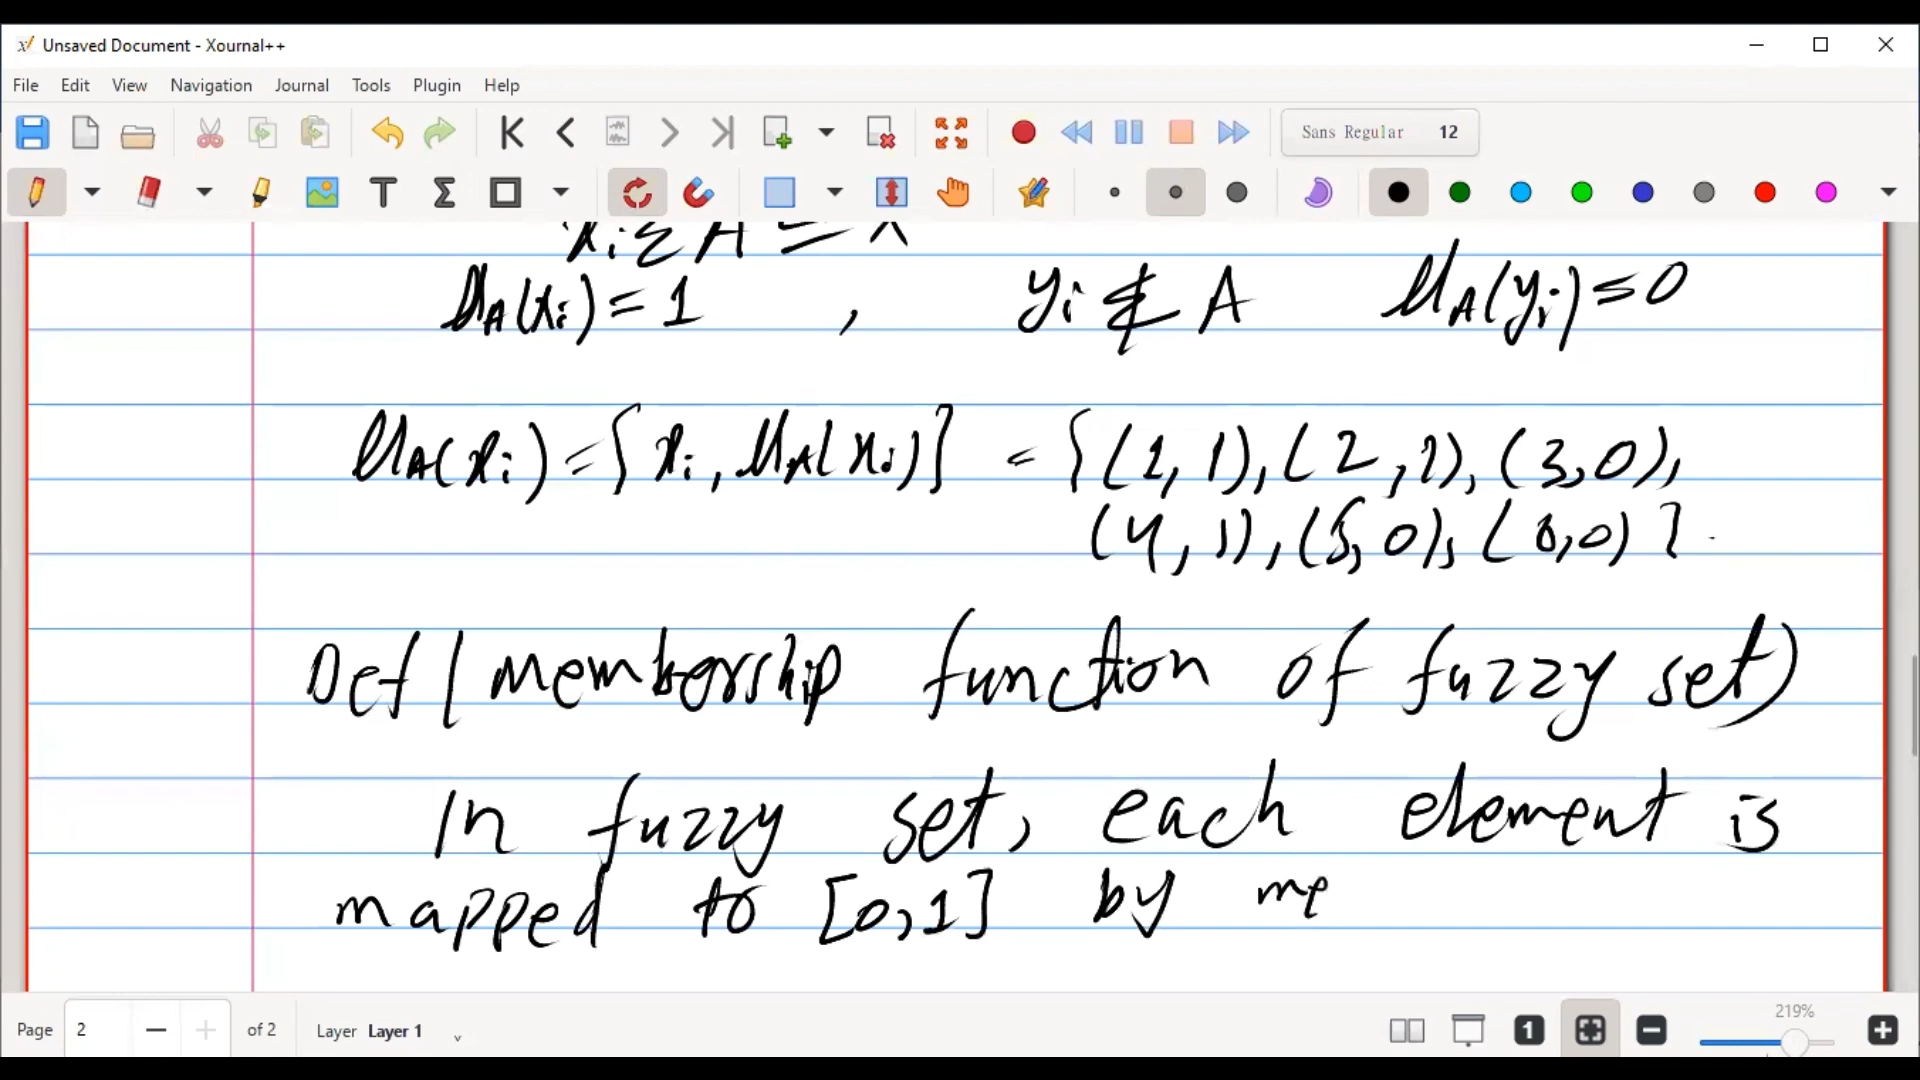 Unsaved Document - Xournal++
File Edit View Navigation Journal Tools Plugin Help
Sans Regular 12
xᵢ ∈ A = X
μA(xᵢ) = 1 , yᵢ ∉ A μA(yᵢ) = 0
μA(xᵢ) = { xᵢ, μA(xᵢ) } = { (1, 1), (2, 1), (3, 0),
(4, 1), (5, 0), (6, 0) } .
Def ( membership function of fuzzy set)
In fuzzy set, each element is
mapped to [0,1] by me
219%
Page 2 of 2 Layer Layer 1